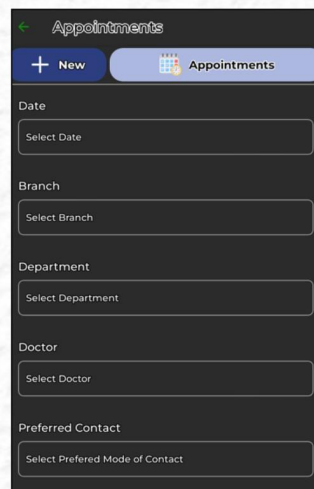 Appointments
New
Appointments
Date
Select Date
Branch
Select Branch
Department
Select Department
Doctor
Select Doctor
Preferred Contact
Select Prefered Mode of Contact